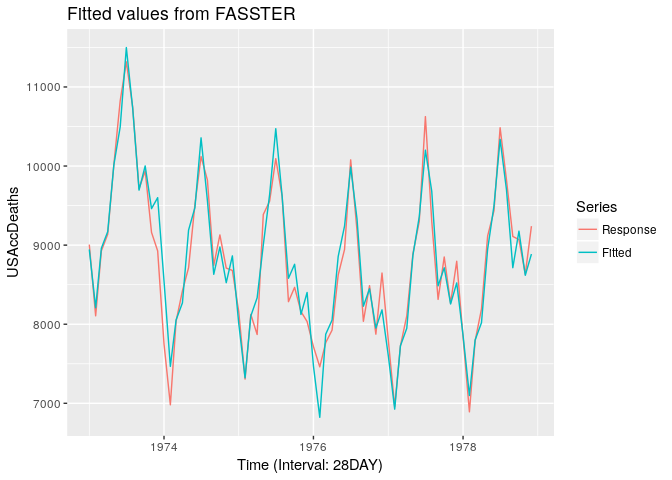 Fitted values from FASSTER
USAccDeaths
11000
10000
9000
8000
7000
1974
1976
1978
Time (Interval: 28DAY)
Series
Response
Fitted